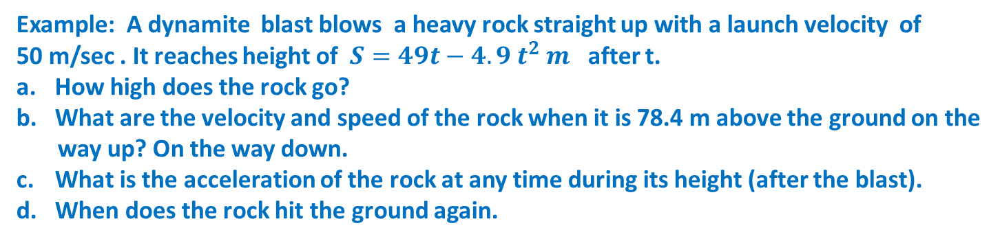 Example: A dynamite blast blows a heavy rock straight up with a launch velocity of
50 m/sec . It reaches height of S = 49t − 4.9 t² m after t.
a. How high does the rock go?
b. What are the velocity and speed of the rock when it is 78.4 m above the ground on the
way up? On the way down.
c. What is the acceleration of the rock at any time during its height (after the blast).
d. When does the rock hit the ground again.